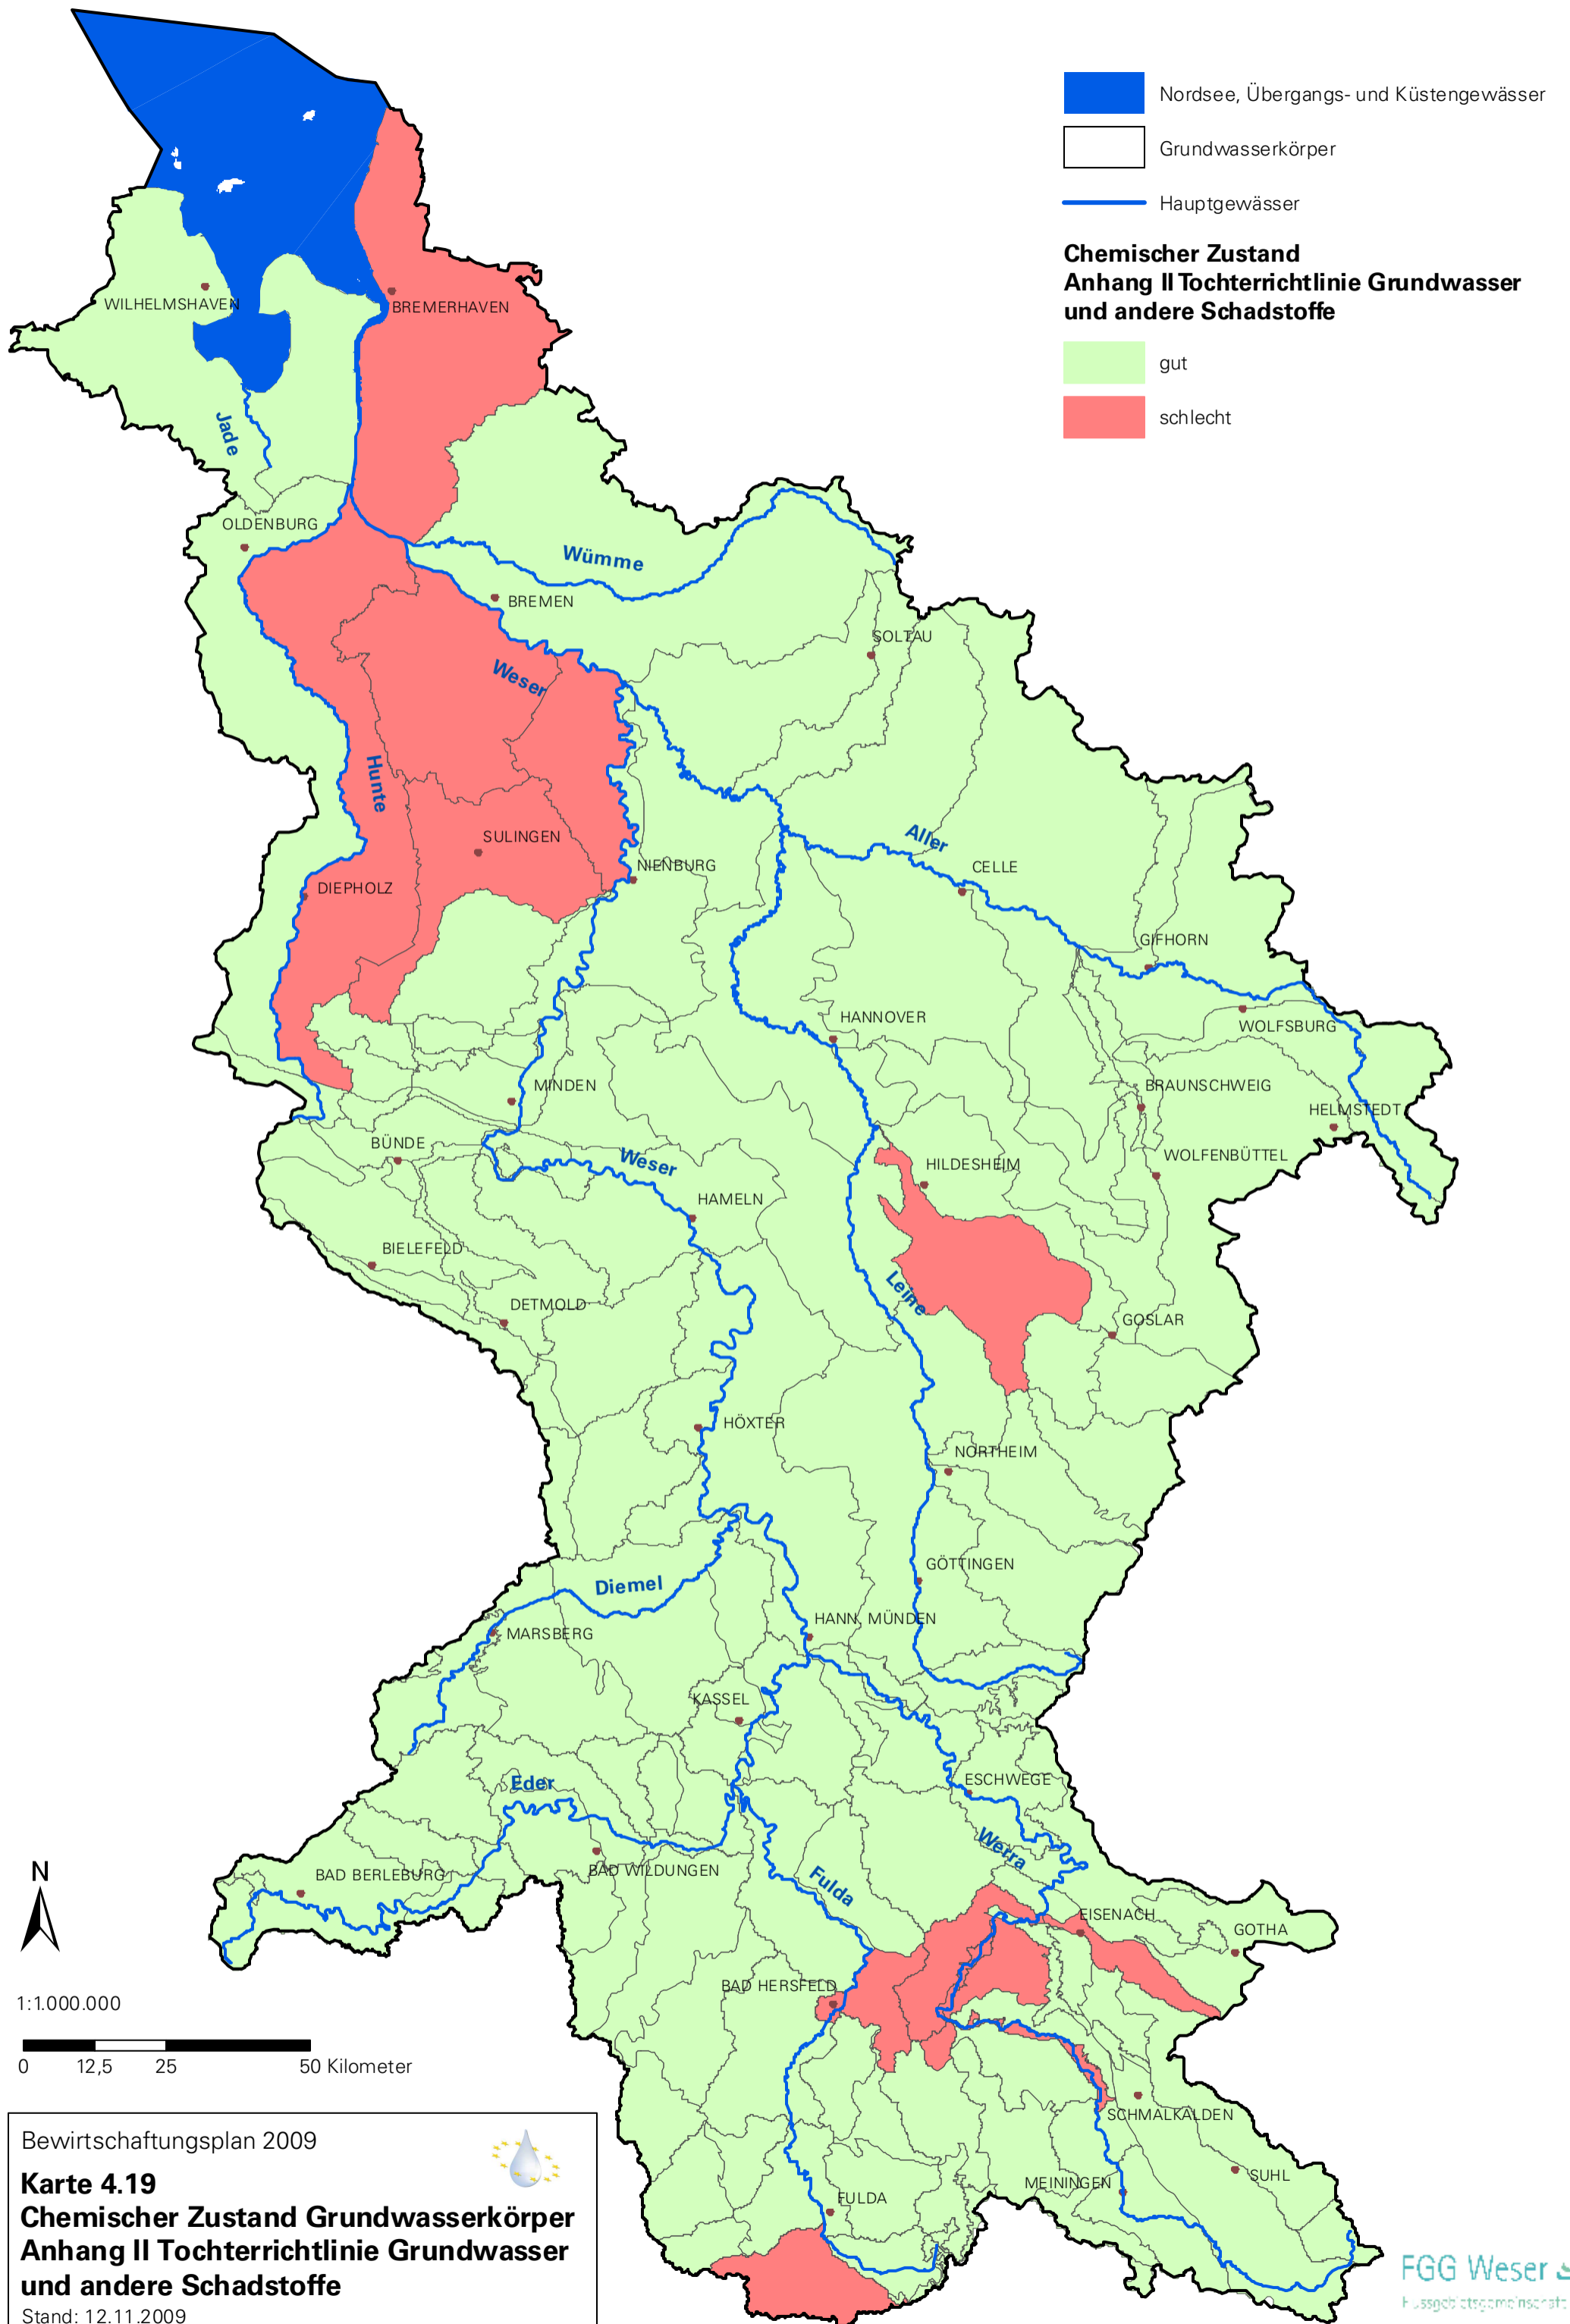 Nordsee, Übergangs- und Küstengewässer
Grundwasserkörper
Hauptgewässer
Chemischer Zustand
Anhang II Tochterrichtlinie Grundwasser
und andere Schadstoffe
gut
schlecht
WILHELMSHAVEN
BREMERHAVEN
Jade
OLDENBURG
Wümme
BREMEN
SOLTAU
Weser
Hunte
SULINGEN
Aller
NIENBURG
CELLE
DIEPHOLZ
GIFHORN
HANNOVER
WOLFSBURG
MINDEN
BRAUNSCHWEIG
HELMSTEDT
BÜNDE
Weser
HILDESHEIM
WOLFENBÜTTEL
HAMELN
BIELEFELD
Leine
DETMOLD
GOSLAR
HÖXTER
NORTHEIM
GÖTTINGEN
Diemel
HANN. MÜNDEN
MARSBERG
KASSEL
Eder
ESCHWEGE
Werra
BAD BERLEBURG
BAD WILDUNGEN
Fulda
EISENACH
GOTHA
BAD HERSFELD
SCHMALKALDEN
MEININGEN
SUHL
FULDA
N
1:1.000.000
0 12,5 25 50 Kilometer
Bewirtschaftungsplan 2009
Karte 4.19
Chemischer Zustand Grundwasserkörper
Anhang II Tochterrichtlinie Grundwasser
und andere Schadstoffe
Stand: 12.11.2009
FGG Weser
Flussgebietsgemeinschaft